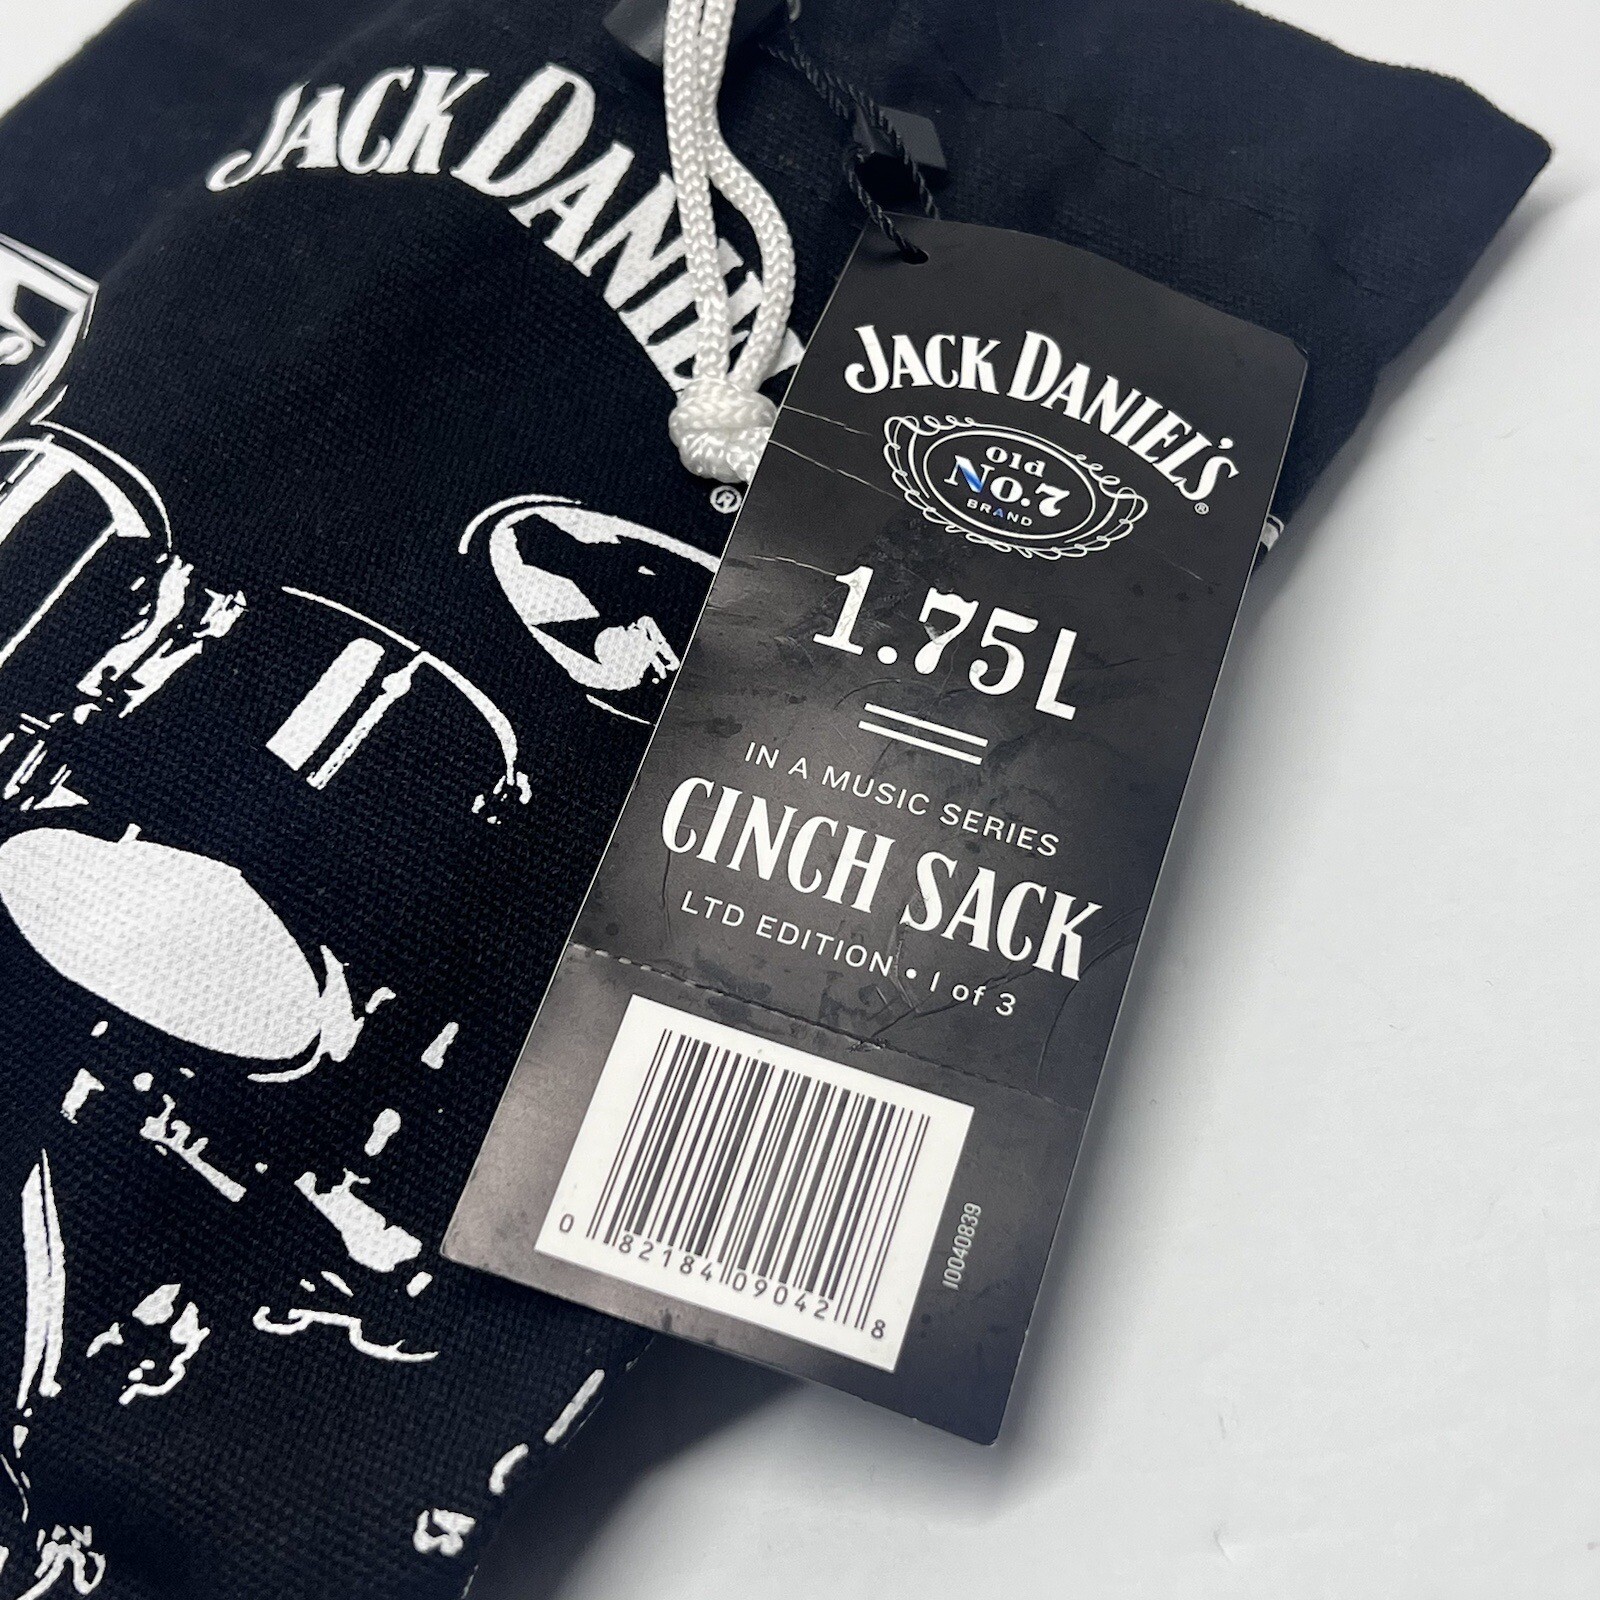 JACK DANIEL
®
JACK DANIEL'S
®
Old
No.7
BRAND
1.75L
IN A MUSIC SERIES
CINCH SACK
LTD EDITION • 1 of 3
0 82184 09042 8
10040839